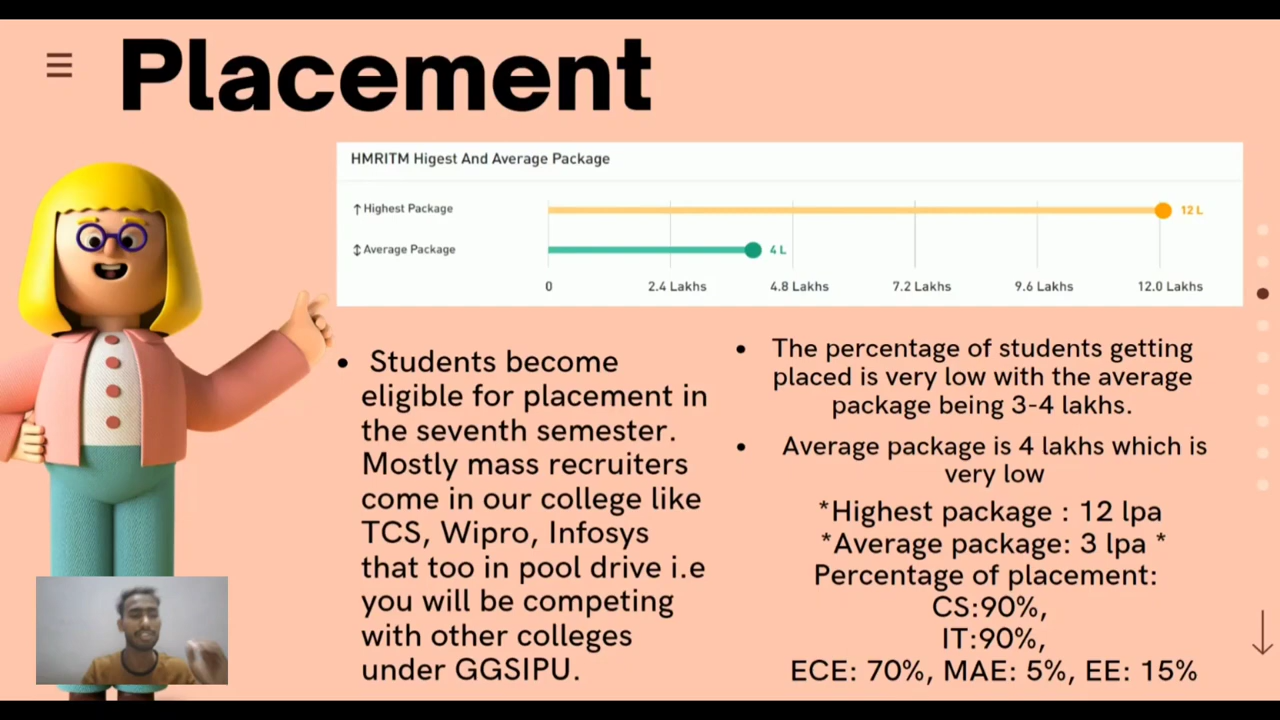 Placement
HMRITM Higest And Average Package
↑ Highest Package
12 L
↕ Average Package
4 L
0 2.4 Lakhs 4.8 Lakhs 7.2 Lakhs 9.6 Lakhs 12.0 Lakhs
• Students become
eligible for placement in
the seventh semester.
Mostly mass recruiters
come in our college like
TCS, Wipro, Infosys
that too in pool drive i.e
you will be competing
with other colleges
under GGSIPU.
• The percentage of students getting
placed is very low with the average
package being 3-4 lakhs.
• Average package is 4 lakhs which is
very low
*Highest package : 12 lpa
*Average package: 3 lpa *
Percentage of placement:
CS:90%,
IT:90%,
ECE: 70%, MAE: 5%, EE: 15%